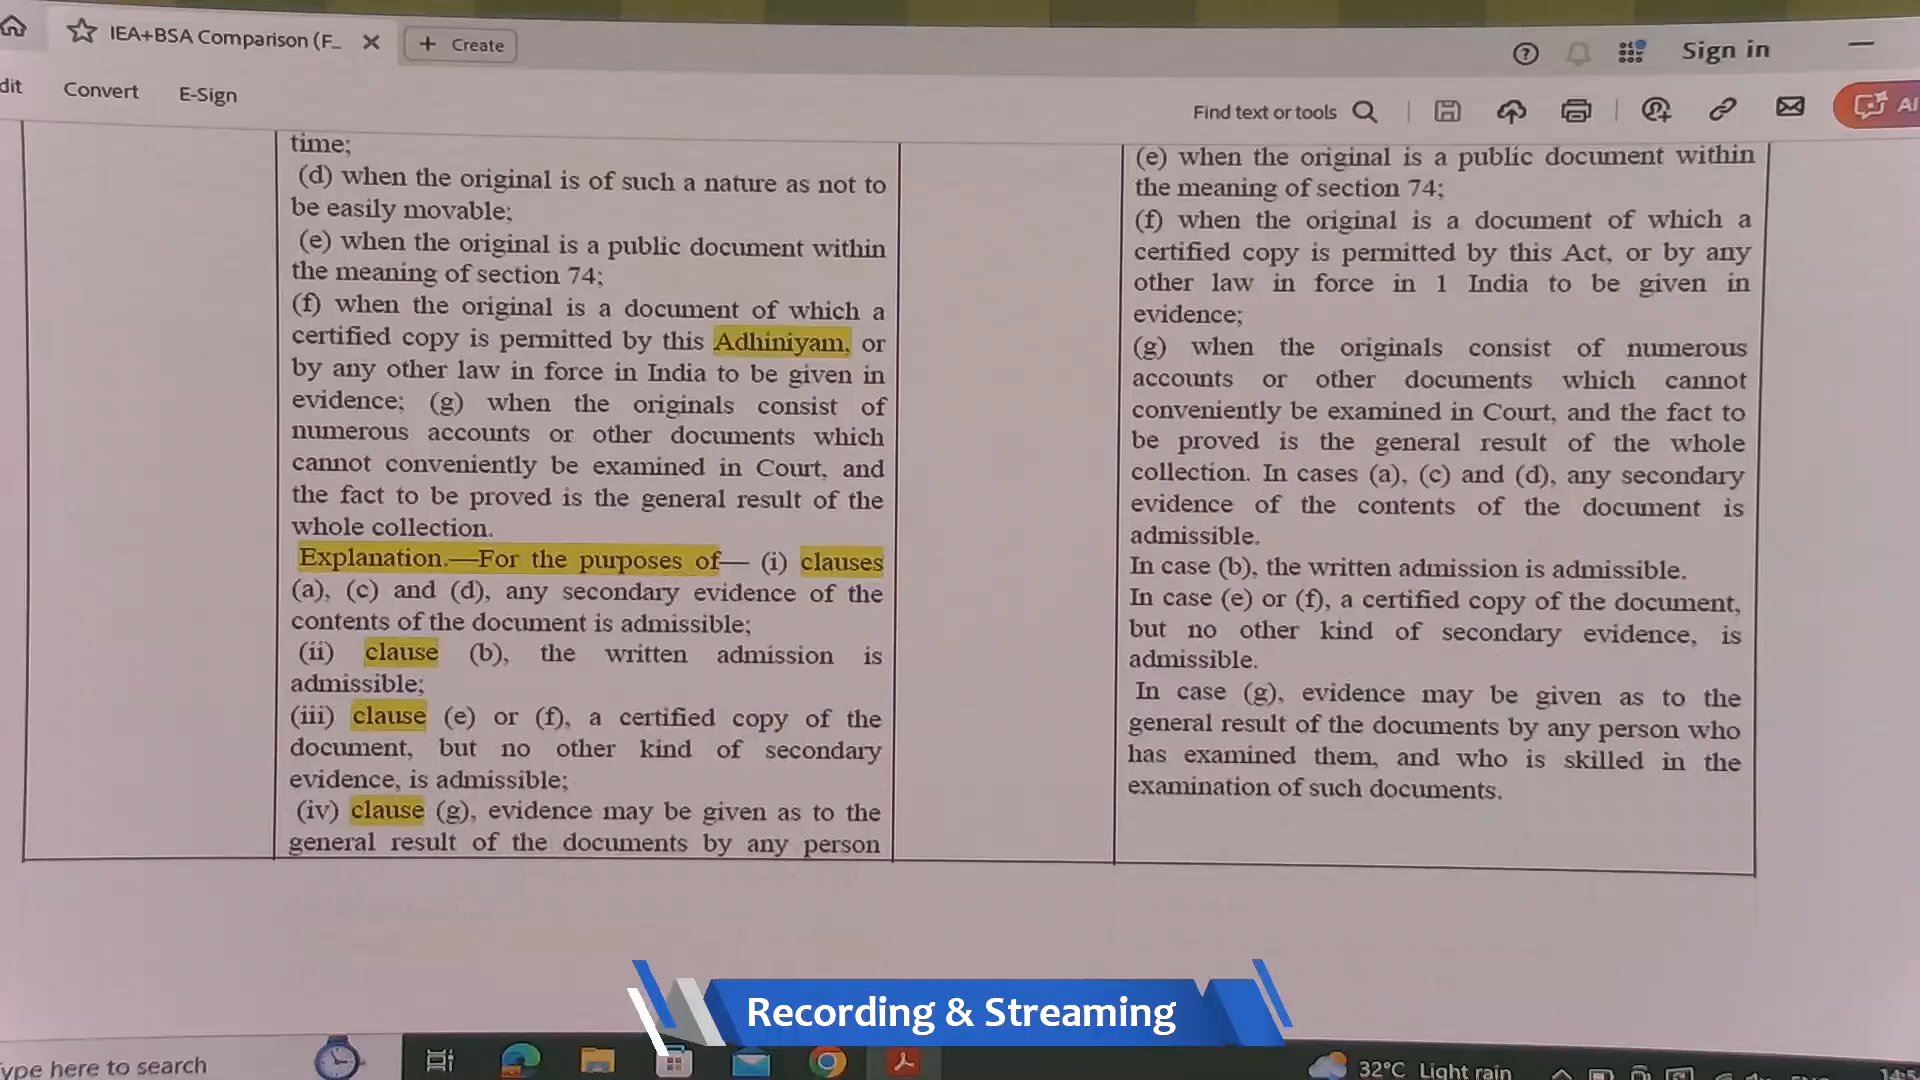 IEA+BSA Comparison (F_
+ Create
Sign in
dit
Convert
E-Sign
Find text or tools
AI
time;
(d) when the original is of such a nature as not to
be easily movable;
(e) when the original is a public document within
the meaning of section 74;
(f) when the original is a document of which a
certified copy is permitted by this Adhiniyam, or
by any other law in force in India to be given in
evidence; (g) when the originals consist of
numerous accounts or other documents which
cannot conveniently be examined in Court, and
the fact to be proved is the general result of the
whole collection.
Explanation.—For the purposes of— (i) clauses
(a), (c) and (d), any secondary evidence of the
contents of the document is admissible;
(ii) clause (b), the written admission is
admissible;
(iii) clause (e) or (f), a certified copy of the
document, but no other kind of secondary
evidence, is admissible;
(iv) clause (g), evidence may be given as to the
general result of the documents by any person
(e) when the original is a public document within
the meaning of section 74;
(f) when the original is a document of which a
certified copy is permitted by this Act, or by any
other law in force in 1 India to be given in
evidence;
(g) when the originals consist of numerous
accounts or other documents which cannot
conveniently be examined in Court, and the fact to
be proved is the general result of the whole
collection. In cases (a), (c) and (d), any secondary
evidence of the contents of the document is
admissible.
In case (b), the written admission is admissible.
In case (e) or (f), a certified copy of the document,
but no other kind of secondary evidence, is
admissible.
In case (g), evidence may be given as to the
general result of the documents by any person who
has examined them, and who is skilled in the
examination of such documents.
Recording & Streaming
ype here to search
32°C Light rain